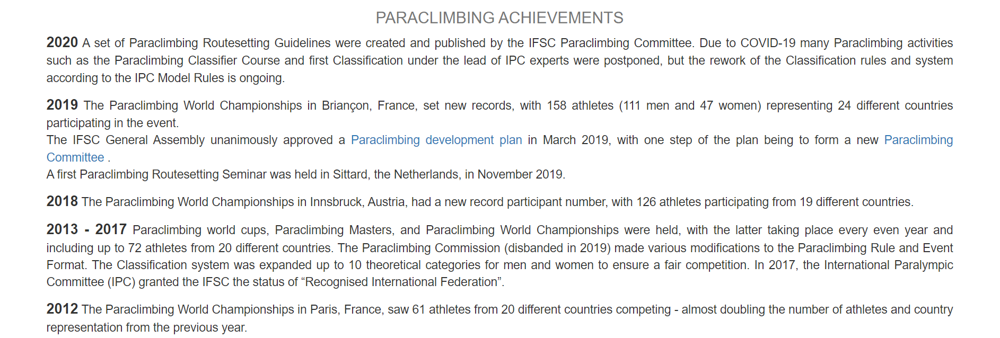 PARACLIMBING ACHIEVEMENTS
2020 A set of Paraclimbing Routesetting Guidelines were created and published by the IFSC Paraclimbing Committee. Due to COVID-19 many Paraclimbing activities
such as the Paraclimbing Classifier Course and first Classification under the lead of IPC experts were postponed, but the rework of the Classification rules and system
according to the IPC Model Rules is ongoing.
2019 The Paraclimbing World Championships in Briançon, France, set new records, with 158 athletes (111 men and 47 women) representing 24 different countries
participating in the event.
The IFSC General Assembly unanimously approved a Paraclimbing development plan in March 2019, with one step of the plan being to form a new Paraclimbing
Committee .
A first Paraclimbing Routesetting Seminar was held in Sittard, the Netherlands, in November 2019.
2018 The Paraclimbing World Championships in Innsbruck, Austria, had a new record participant number, with 126 athletes participating from 19 different countries.
2013 - 2017 Paraclimbing world cups, Paraclimbing Masters, and Paraclimbing World Championships were held, with the latter taking place every even year and
including up to 72 athletes from 20 different countries. The Paraclimbing Commission (disbanded in 2019) made various modifications to the Paraclimbing Rule and Event
Format. The Classification system was expanded up to 10 theoretical categories for men and women to ensure a fair competition. In 2017, the International Paralympic
Committee (IPC) granted the IFSC the status of “Recognised International Federation”.
2012 The Paraclimbing World Championships in Paris, France, saw 61 athletes from 20 different countries competing - almost doubling the number of athletes and country
representation from the previous year.